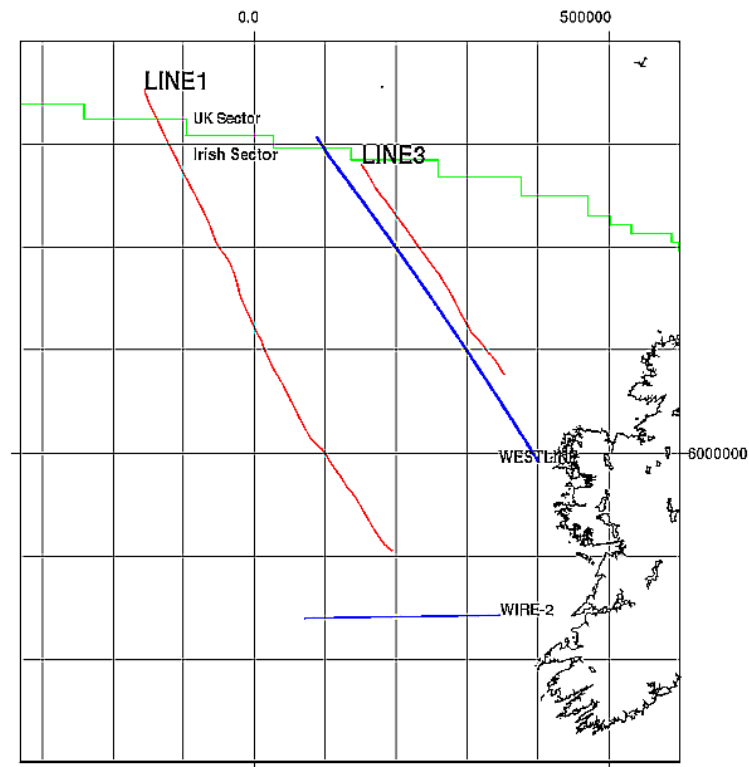 0.0
500000
LINE1
UK Sector
Irish Sector
LINE3
WESTLINE
6000000
WIRE-2